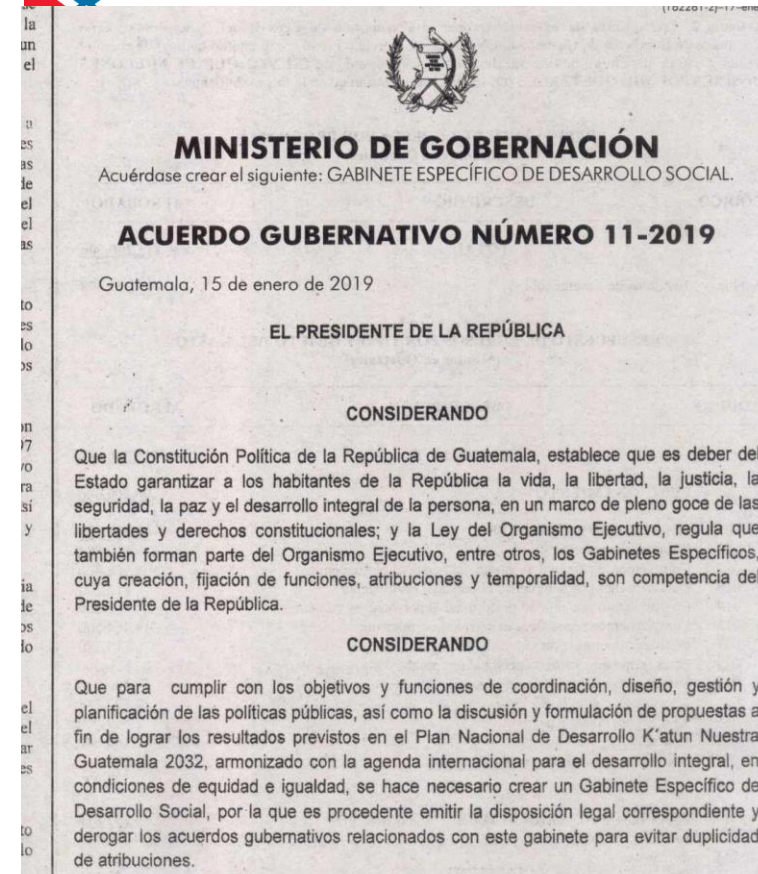 (182281-2)-17-ene
la
un
el
MINISTERIO DE GOBERNACIÓN
Acuérdase crear el siguiente: GABINETE ESPECÍFICO DE DESARROLLO SOCIAL.
ACUERDO GUBERNATIVO NÚMERO 11-2019
Guatemala, 15 de enero de 2019
EL PRESIDENTE DE LA REPÚBLICA
CONSIDERANDO
Que la Constitución Política de la República de Guatemala, establece que es deber del
Estado garantizar a los habitantes de la República la vida, la libertad, la justicia, la
seguridad, la paz y el desarrollo integral de la persona, en un marco de pleno goce de las
libertades y derechos constitucionales; y la Ley del Organismo Ejecutivo, regula que
también forman parte del Organismo Ejecutivo, entre otros, los Gabinetes Específicos,
cuya creación, fijación de funciones, atribuciones y temporalidad, son competencia del
Presidente de la República.
CONSIDERANDO
Que para cumplir con los objetivos y funciones de coordinación, diseño, gestión y
planificación de las políticas públicas, así como la discusión y formulación de propuestas a
fin de lograr los resultados previstos en el Plan Nacional de Desarrollo K´atun Nuestra
Guatemala 2032, armonizado con la agenda internacional para el desarrollo integral, en
condiciones de equidad e igualdad, se hace necesario crear un Gabinete Específico de
Desarrollo Social, por la que es procedente emitir la disposición legal correspondiente y
derogar los acuerdos gubernativos relacionados con este gabinete para evitar duplicidad
de atribuciones.